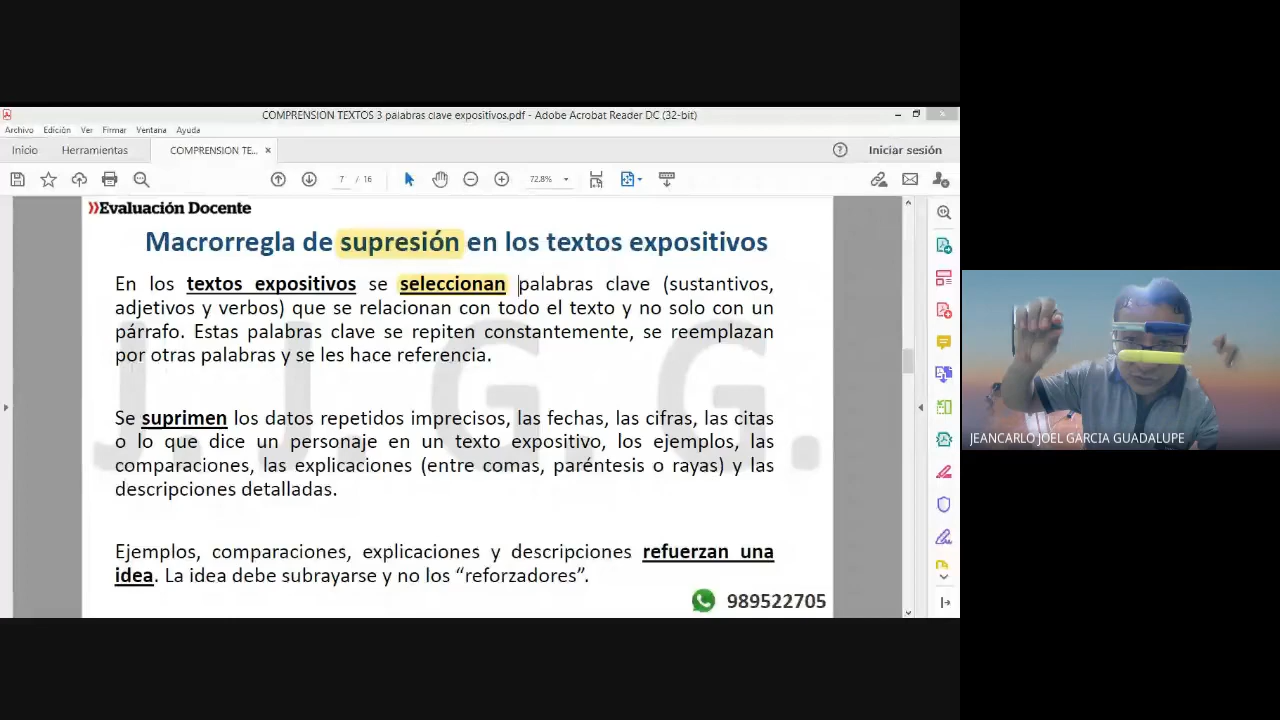 COMPRENSION TEXTOS 3 palabras clave expositivos.pdf - Adobe Acrobat Reader DC (32-bit)
Archivo Edición Ver Firmar Ventana Ayuda
Inicio Herramientas COMPRENSION TE... × Iniciar sesión
7 / 16 72.8%
»Evaluación Docente
Macrorregla de supresión en los textos expositivos
En los textos expositivos se seleccionan palabras clave (sustantivos,
adjetivos y verbos) que se relacionan con todo el texto y no solo con un
párrafo. Estas palabras clave se repiten constantemente, se reemplazan
por otras palabras y se les hace referencia.
Se suprimen los datos repetidos imprecisos, las fechas, las cifras, las citas
o lo que dice un personaje en un texto expositivo, los ejemplos, las
comparaciones, las explicaciones (entre comas, paréntesis o rayas) y las
descripciones detalladas.
Ejemplos, comparaciones, explicaciones y descripciones refuerzan una
idea. La idea debe subrayarse y no los “reforzadores”.
989522705
J. J. G. G.
JEANCARLO JOEL GARCIA GUADALUPE